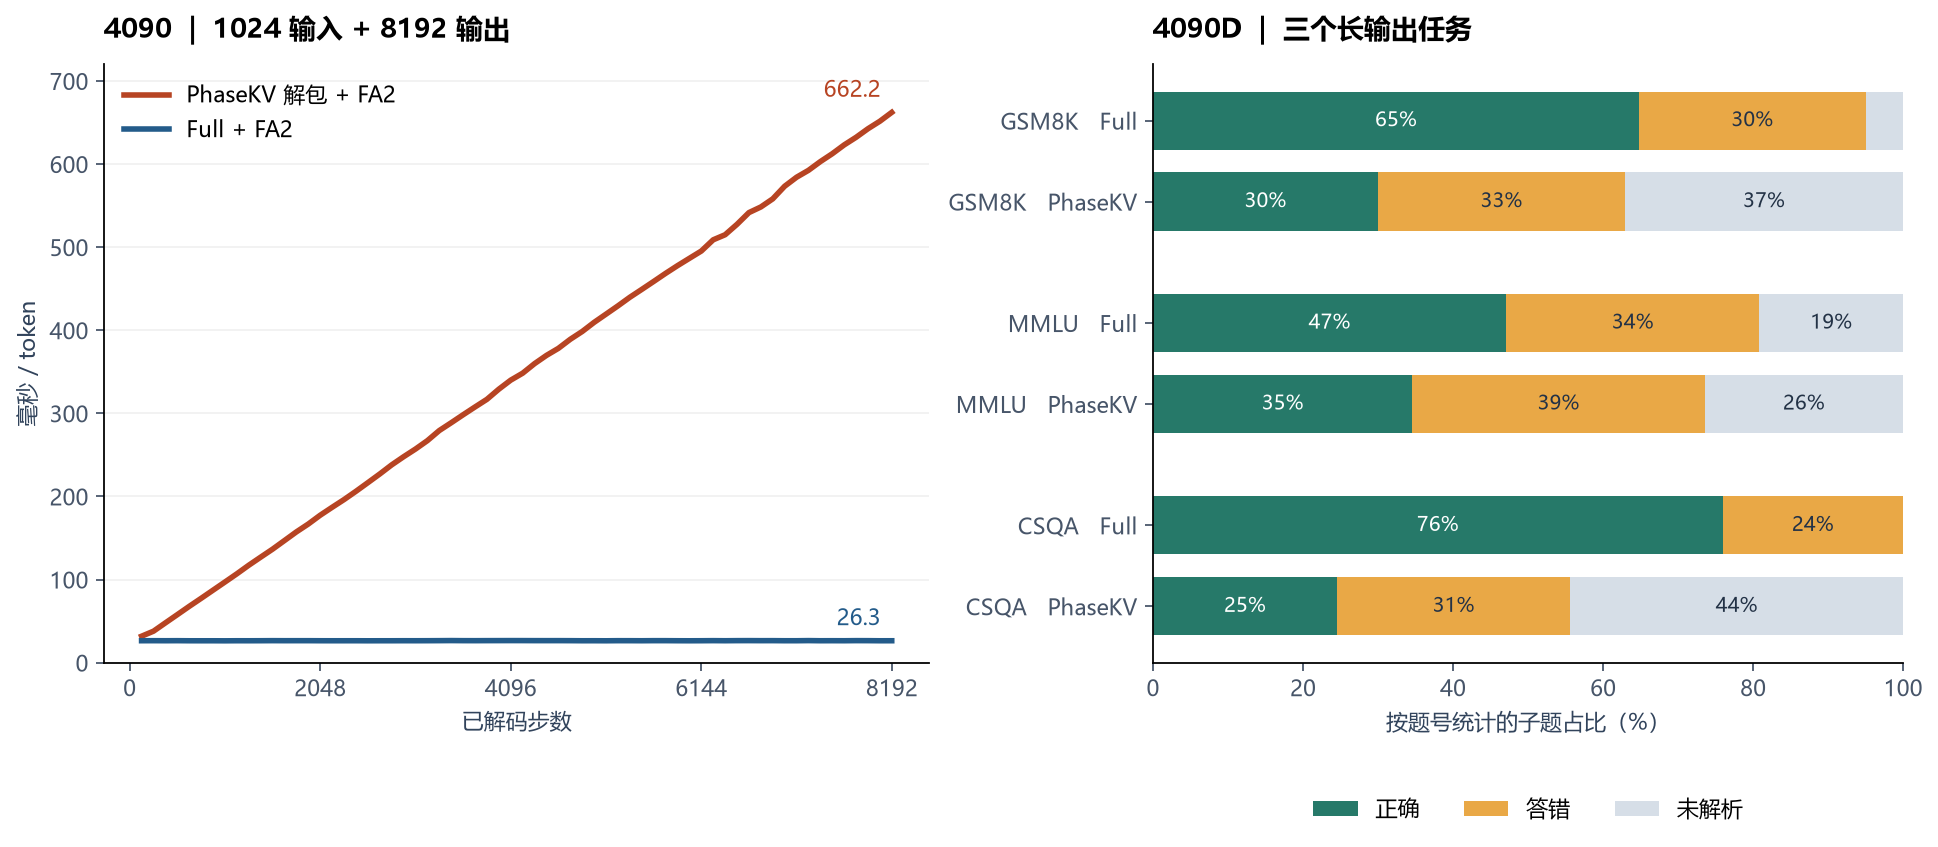 4090 | 1024 输入 + 8192 输出
PhaseKV 解包 + FA2
Full + FA2
662.2
26.3
700
600
500
400
300
200
100
0
毫秒 / token
0 2048 4096 6144 8192
已解码步数
4090D | 三个长输出任务
GSM8K Full 65% 30%
GSM8K PhaseKV 30% 33% 37%
MMLU Full 47% 34% 19%
MMLU PhaseKV 35% 39% 26%
CSQA Full 76% 24%
CSQA PhaseKV 25% 31% 44%
0 20 40 60 80 100
按题号统计的子题占比（%）
正确 答错 未解析